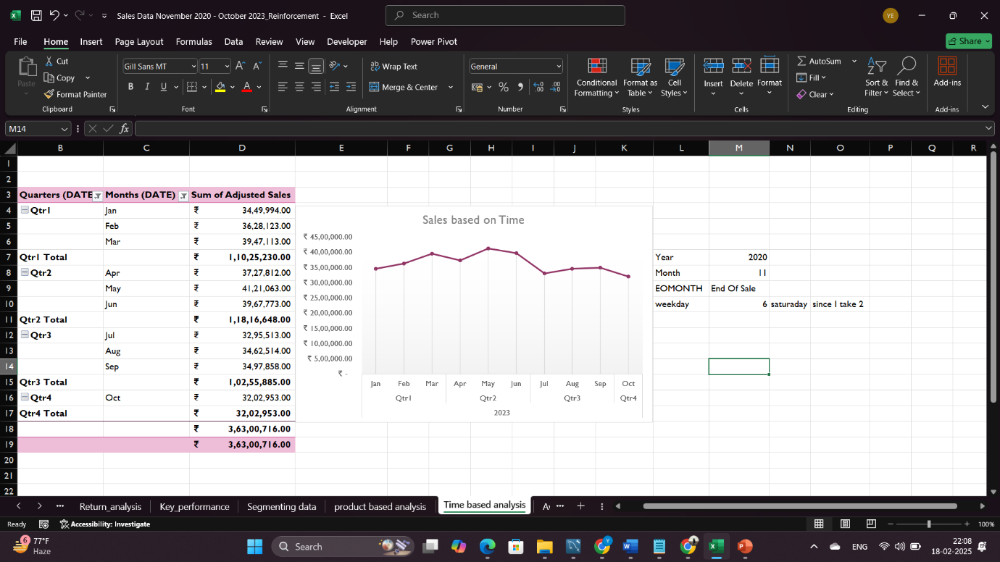 Sales Data November 2020 - October 2023_Reinforcement - Excel
Search
YE
File Home Insert Page Layout Formulas Data Review View Developer Help Power Pivot
Share
Paste
Cut
Copy
Format Painter
Clipboard
Gill Sans MT 11
B I U
Font
Wrap Text
Merge & Center
Alignment
General
Number
Conditional Formatting
Format as Table
Cell Styles
Styles
Insert Delete Format
Cells
AutoSum
Fill
Clear
Sort & Filter
Find & Select
Editing
Add-ins
Add-ins
M14
fx
B C D E F G H I J K L M N O P Q R
1
2
3 Quarters (DATE Months (DATE) Sum of Adjusted Sales
4 Qtr1 Jan ₹ 34,49,994.00
5 Feb ₹ 36,28,123.00
6 Mar ₹ 39,47,113.00
7 Qtr1 Total ₹ 1,10,25,230.00
8 Qtr2 Apr ₹ 37,27,812.00
9 May ₹ 41,21,063.00
10 Jun ₹ 39,67,773.00
11 Qtr2 Total ₹ 1,18,16,648.00
12 Qtr3 Jul ₹ 32,95,513.00
13 Aug ₹ 34,62,514.00
14 Sep ₹ 34,97,858.00
15 Qtr3 Total ₹ 1,02,55,885.00
16 Qtr4 Oct ₹ 32,02,953.00
17 Qtr4 Total ₹ 32,02,953.00
18 ₹ 3,63,00,716.00
19 ₹ 3,63,00,716.00
20
21
22
Sales based on Time
₹ 45,00,000.00
₹ 40,00,000.00
₹ 35,00,000.00
₹ 30,00,000.00
₹ 25,00,000.00
₹ 20,00,000.00
₹ 15,00,000.00
₹ 10,00,000.00
₹ 5,00,000.00
₹ -
Jan Feb Mar Apr May Jun Jul Aug Sep Oct
Qtr1 Qtr2 Qtr3 Qtr4
2023
Year 2020
Month 11
EOMONTH End Of Sale
weekday 6 saturaday since I take 2
Return_analysis Key_performance Segmenting data product based analysis Time based analysis
Ready Accessibility: Investigate
100%
6
77°F
Haze
Search
ENG
22:08
18-02-2025